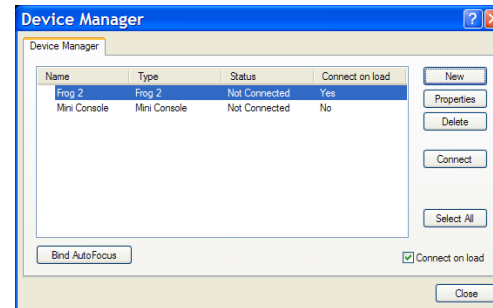 Device Manager
Device Manager
Name Type Status Connect on load
Frog 2 Frog 2 Not Connected Yes
Mini Console Mini Console Not Connected No
New
Properties
Delete
Connect
Select All
Bind AutoFocus
Connect on load
Close